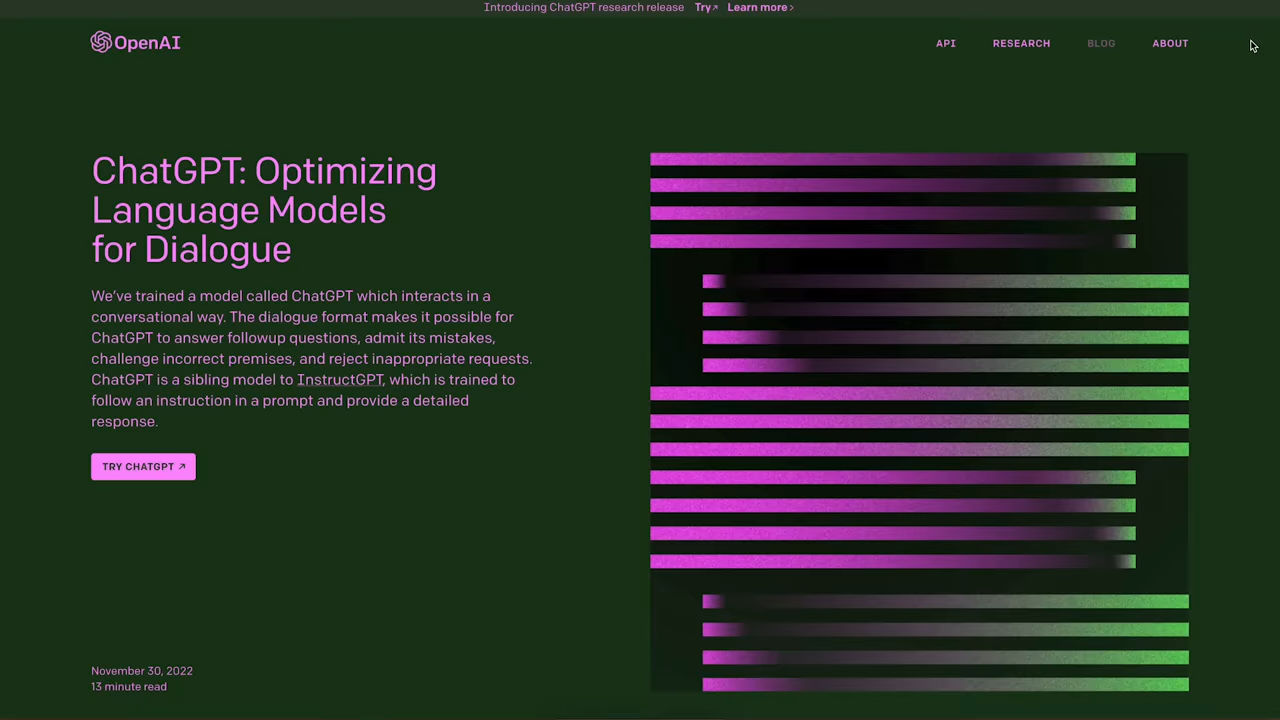 Introducing ChatGPT research release Try↗ Learn more ›
OpenAI
API RESEARCH BLOG ABOUT
ChatGPT: Optimizing
Language Models
for Dialogue
We’ve trained a model called ChatGPT which interacts in a
conversational way. The dialogue format makes it possible for
ChatGPT to answer followup questions, admit its mistakes,
challenge incorrect premises, and reject inappropriate requests.
ChatGPT is a sibling model to InstructGPT, which is trained to
follow an instruction in a prompt and provide a detailed
response.
TRY CHATGPT ↗
November 30, 2022
13 minute read